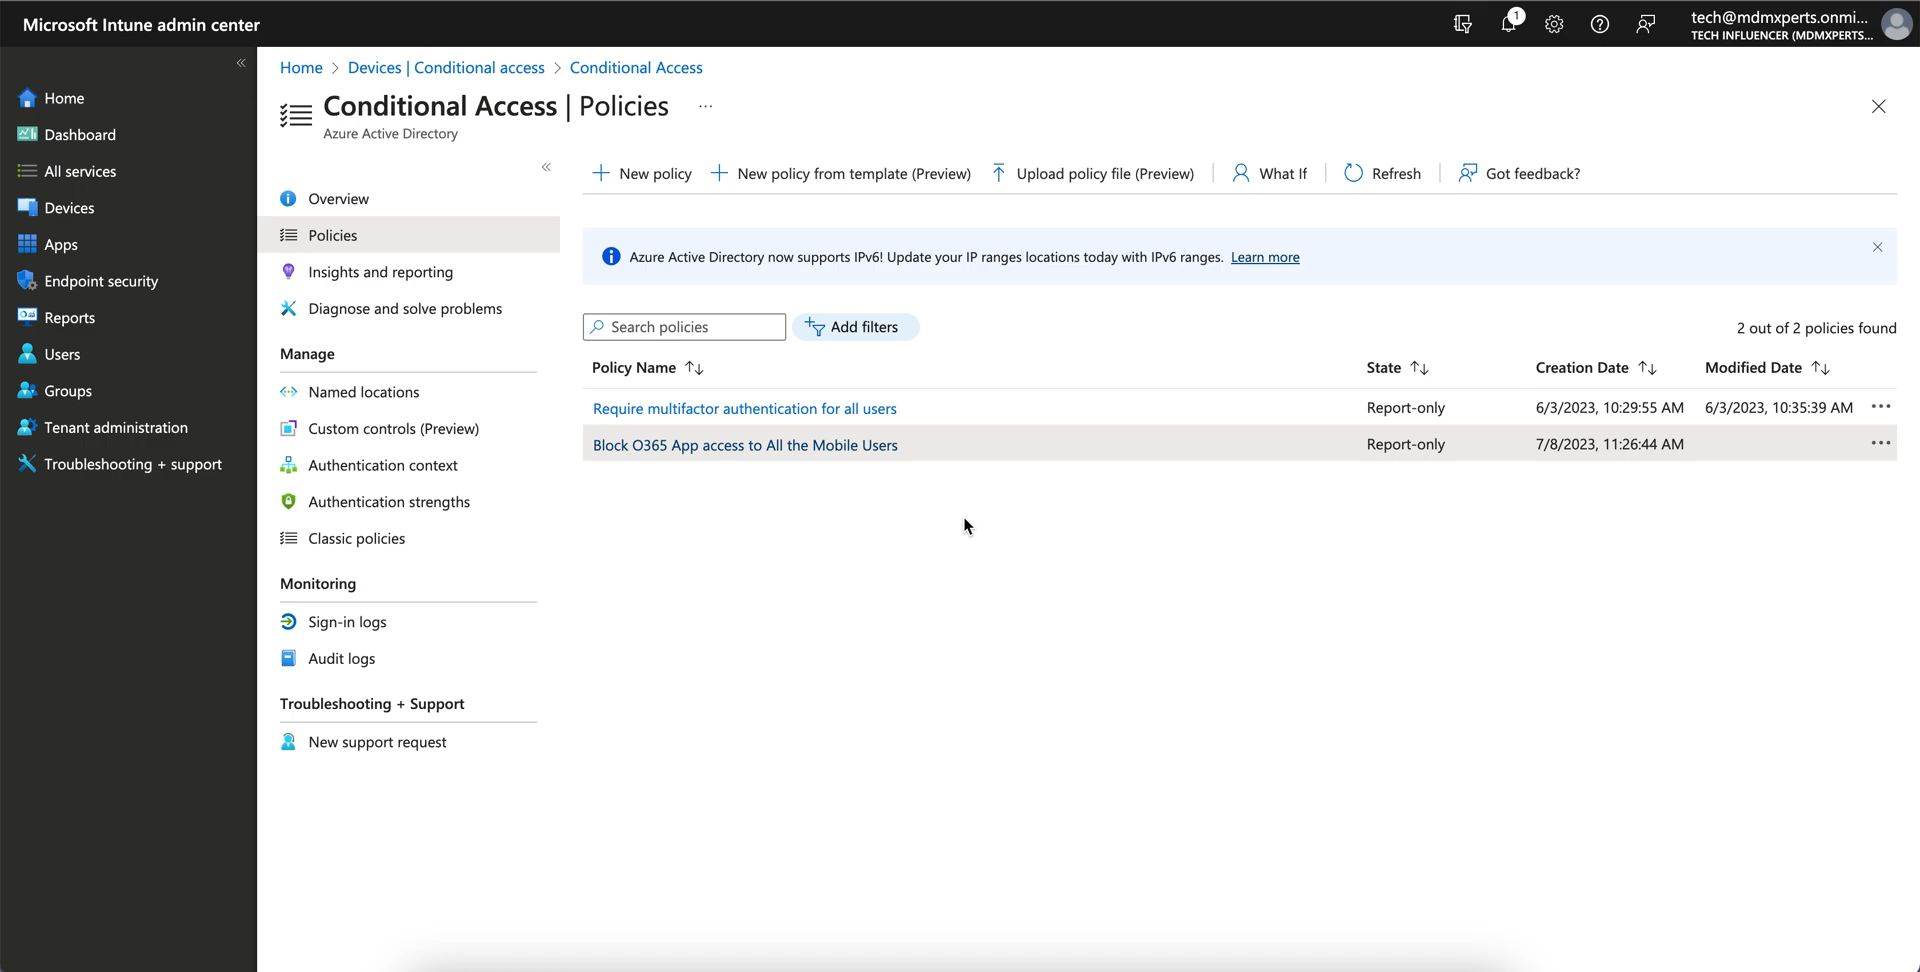 Microsoft Intune admin center
1
tech@mdmxperts.onmi...
TECH INFLUENCER (MDMXPERTS...
Home
Dashboard
All services
Devices
Apps
Endpoint security
Reports
Users
Groups
Tenant administration
Troubleshooting + support
Home > Devices | Conditional access > Conditional Access
Conditional Access | Policies ...
Azure Active Directory
Overview
Policies
Insights and reporting
Diagnose and solve problems
Manage
Named locations
Custom controls (Preview)
Authentication context
Authentication strengths
Classic policies
Monitoring
Sign-in logs
Audit logs
Troubleshooting + Support
New support request
New policy New policy from template (Preview) Upload policy file (Preview) What If Refresh Got feedback?
Azure Active Directory now supports IPv6! Update your IP ranges locations today with IPv6 ranges. Learn more
Search policies Add filters 2 out of 2 policies found
Policy Name State Creation Date Modified Date
Require multifactor authentication for all users Report-only 6/3/2023, 10:29:55 AM 6/3/2023, 10:35:39 AM
Block O365 App access to All the Mobile Users Report-only 7/8/2023, 11:26:44 AM